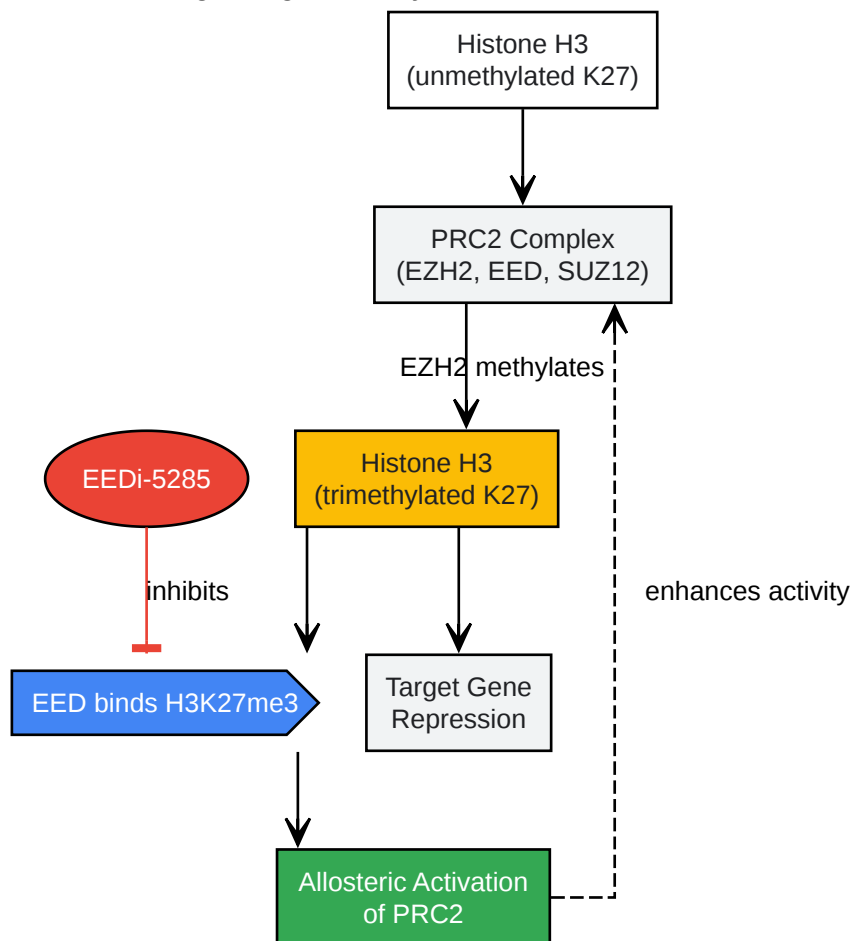 Histone H3
(unmethylated K27)
PRC2 Complex
(EZH2, EED, SUZ12)
EZH2 methylates
EEDi-5285
Histone H3
(trimethylated K27)
inhibits
enhances activity
EED binds H3K27me3
Target Gene
Repression
Allosteric Activation
of PRC2